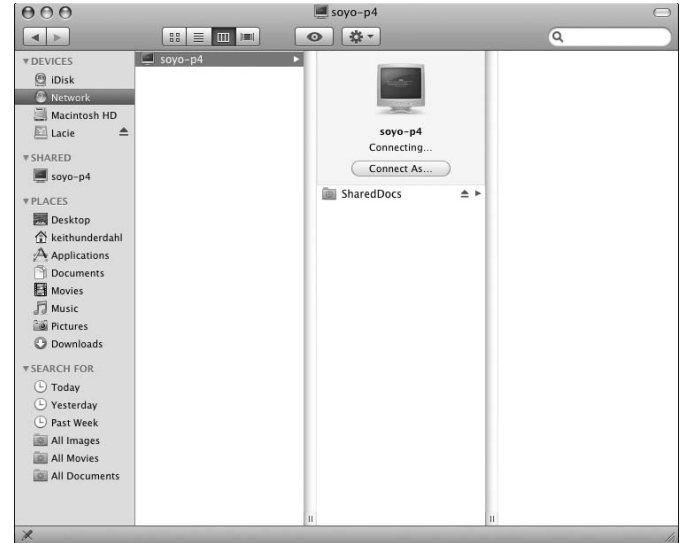 soyo-p4
DEVICES
iDisk
Network
Macintosh HD
Lacie
SHARED
soyo-p4
PLACES
Desktop
keithunderdahl
Applications
Documents
Movies
Music
Pictures
Downloads
SEARCH FOR
Today
Yesterday
Past Week
All Images
All Movies
All Documents
soyo-p4
soyo-p4
Connecting...
Connect As...
SharedDocs